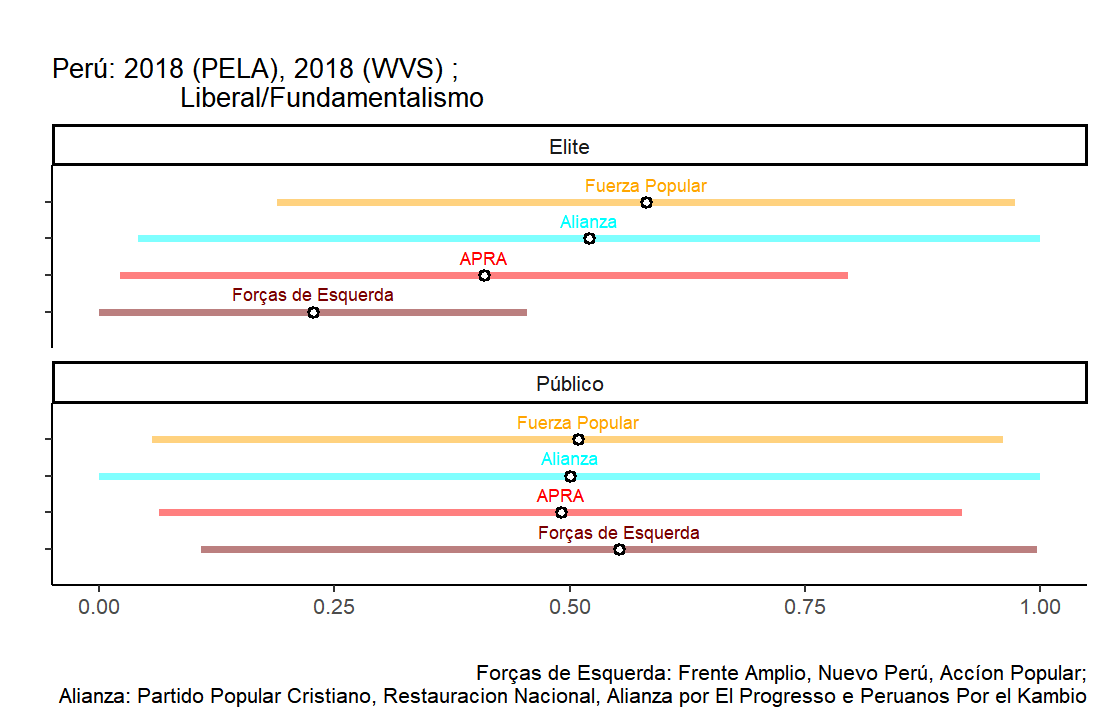 Perú: 2018 (PELA), 2018 (WVS) ;
Liberal/Fundamentalismo
Elite
Fuerza Popular
Alianza
APRA
Forças de Esquerda
Público
Fuerza Popular
Alianza
APRA
Forças de Esquerda
0.00 0.25 0.50 0.75 1.00
Forças de Esquerda: Frente Amplio, Nuevo Perú, Accíon Popular;
Alianza: Partido Popular Cristiano, Restauracion Nacional, Alianza por El Progresso e Peruanos Por el Kambio